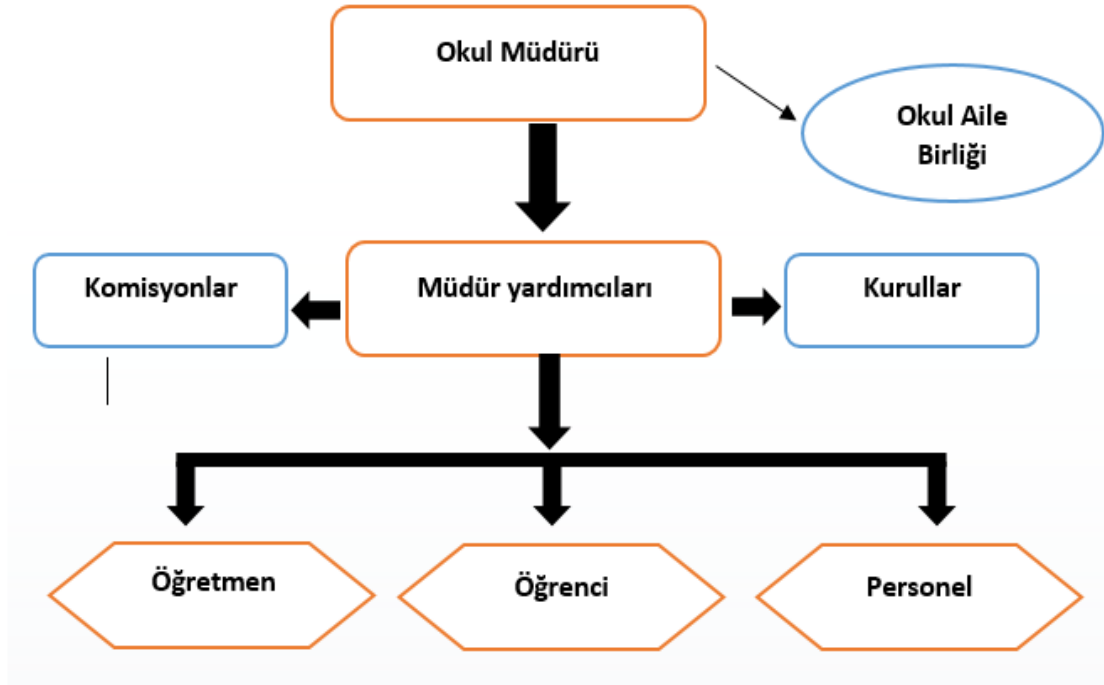 Okul Müdürü
Okul Aile
Birliği
Komisyonlar
Müdür yardımcıları
Kurullar
Öğretmen
Öğrenci
Personel